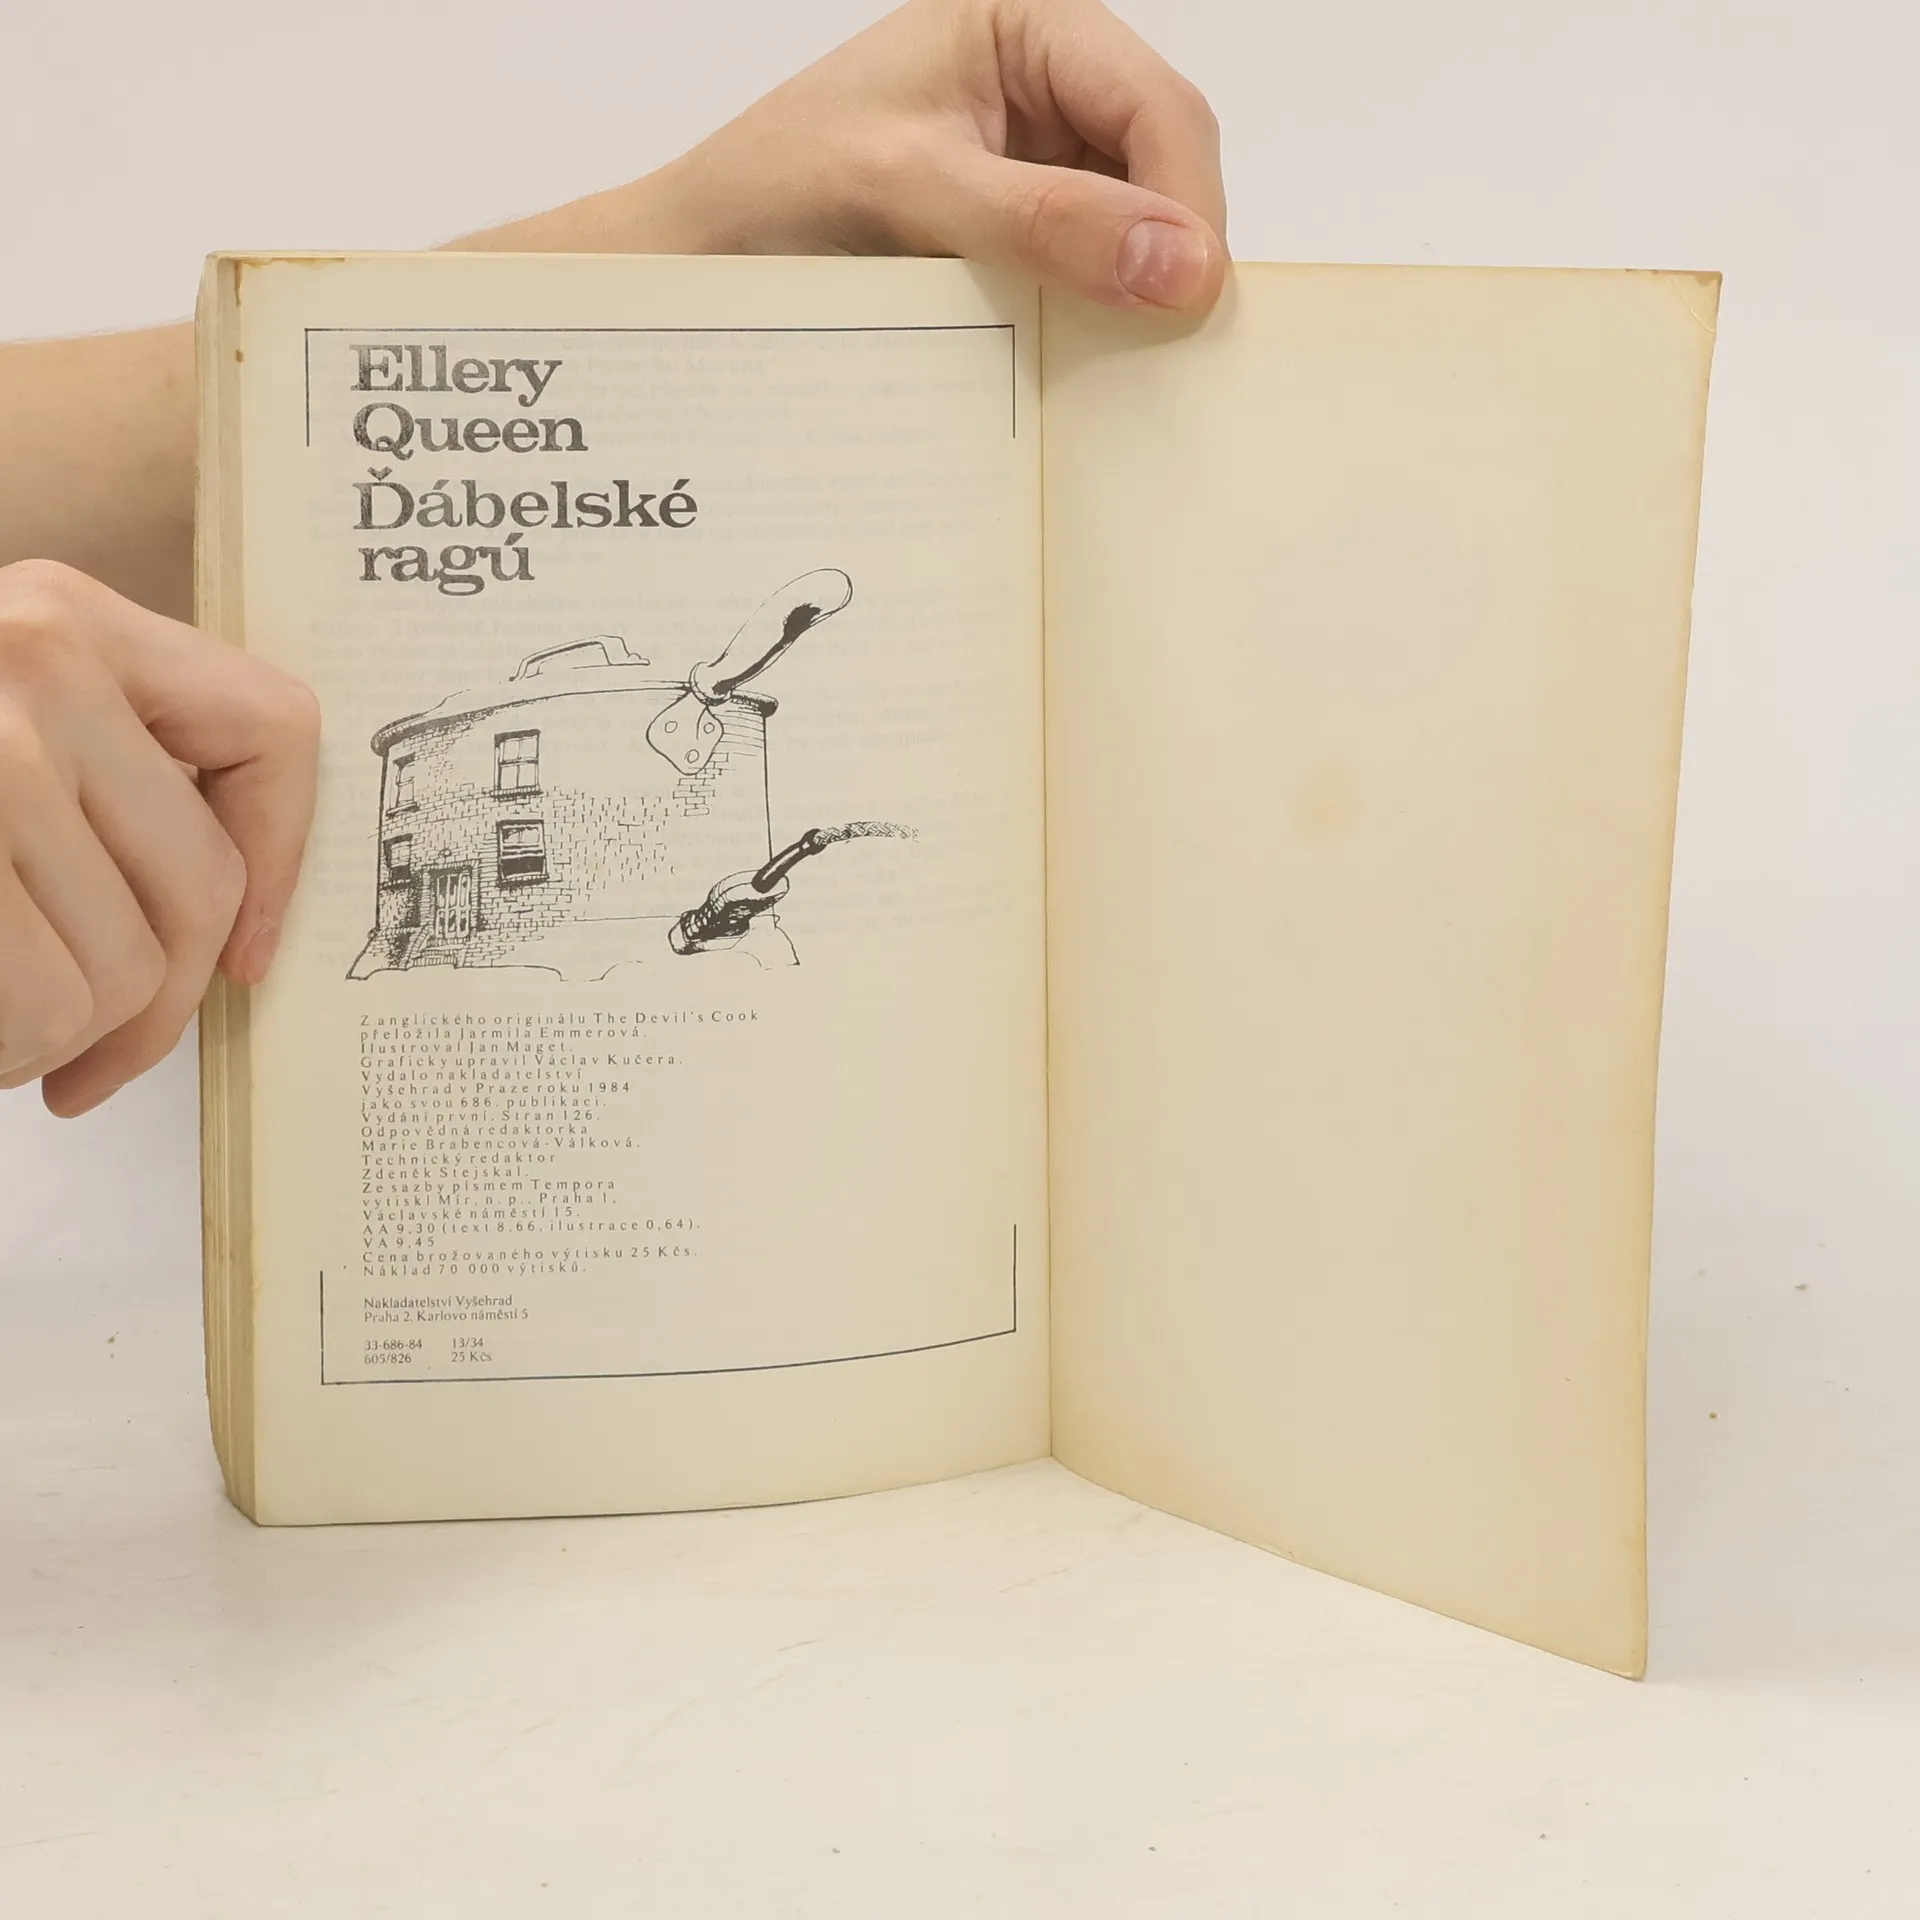 Ellery
Queen
Ďábelské
ragú
Z anglického originálu The Devil's Cook
přeložila Jarmila Emmerová.
Ilustroval Jan Maget.
Graficky upravil Václav Kučera.
Vydalo nakladatelství
Vyšehrad v Praze roku 1984
jako svou 686. publikaci.
Vydání první. Stran 126.
Odpovědná redaktorka
Marie Brabencová-Válková.
Technický redaktor
Zdeněk Stejskal.
Ze sazby písmem Tempora
vytiskl Mír, n. p., Praha 1,
Václavské náměstí 15.
AA 9,30 (text 8,66, ilustrace 0,64).
VA 9,45
Cena brožovaného výtisku 25 Kčs.
Náklad 70 000 výtisků.
Nakladatelství Vyšehrad
Praha 2, Karlovo náměstí 5
33-686-84 13/34
605/826 25 Kčs